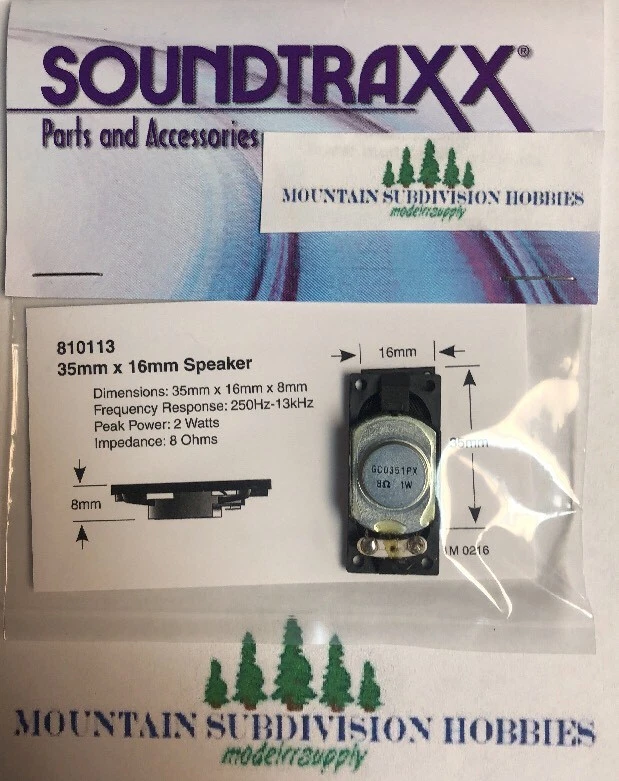 SOUNDTRAXX®
Parts and Accessories
MOUNTAIN SUBDIVISION HOBBIES
modelrrsupply
810113
35mm x 16mm Speaker
Dimensions: 35mm x 16mm x 8mm
Frequency Response: 250Hz-13kHz
Peak Power: 2 Watts
Impedance: 8 Ohms
8mm
16mm
35mm
GC0351PX
8Ω 1W
M 0216
MOUNTAIN SUBDIVISION HOBBIES
modelrrsupply